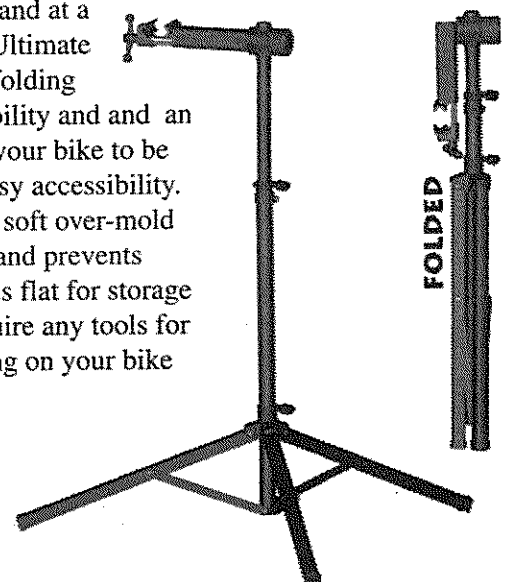 and at a
Ultimate
folding
bility and and an
your bike to be
sy accessibility.
soft over-mold
and prevents
s flat for storage
uire any tools for
ng on your bike
FOLDED